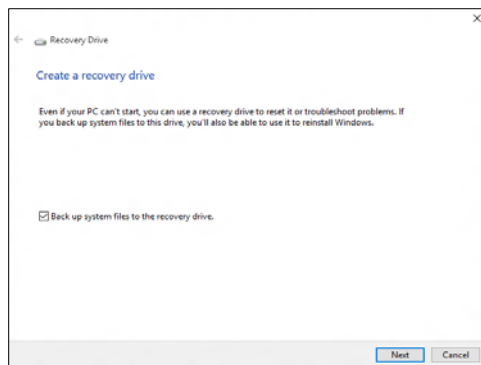 Recovery Drive
Create a recovery drive
Even if your PC can't start, you can use a recovery drive to reset it or troubleshoot problems. If
you back up system files to this drive, you'll also be able to use it to reinstall Windows.
Back up system files to the recovery drive.
Next Cancel